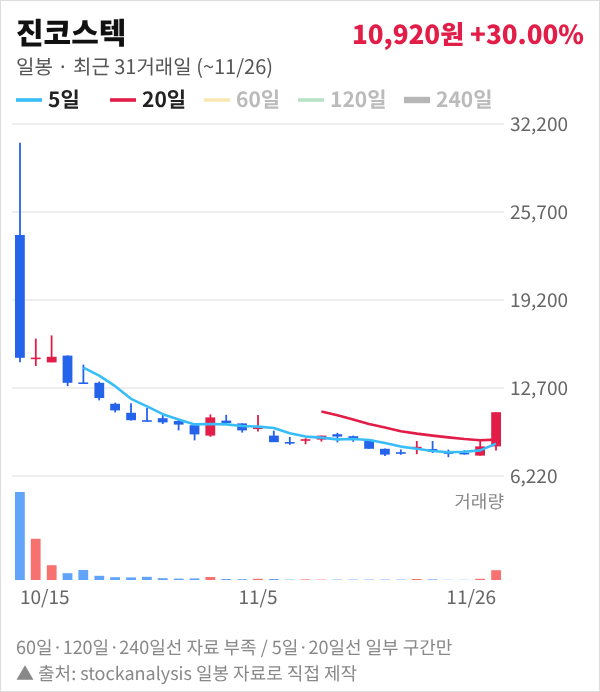 진코스텍 10,920원 +30.00%
일봉 · 최근 31거래일 (~11/26)
5일 20일 60일 120일 240일
32,200
25,700
19,200
12,700
6,220
거래량
10/15 11/5 11/26
60일·120일·240일선 자료 부족 / 5일·20일선 일부 구간만
▲ 출처: stockanalysis 일봉 자료로 직접 제작